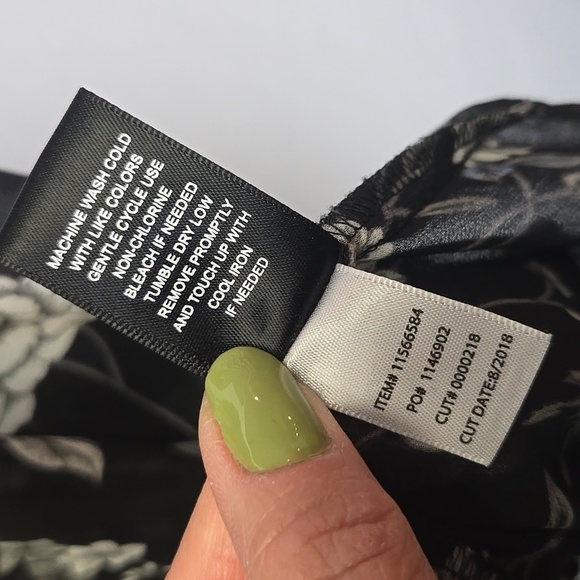 MACHINE WASH COLD
WITH LIKE COLORS
GENTLE CYCLE USE
NON-CHLORINE
BLEACH IF NEEDED
TUMBLE DRY LOW
REMOVE PROMPTLY
AND TOUCH UP WITH
COOL IRON
IF NEEDED
ITEM# 11566584
PO# 1146902
CUT# 0000218
CUT DATE:8/2018